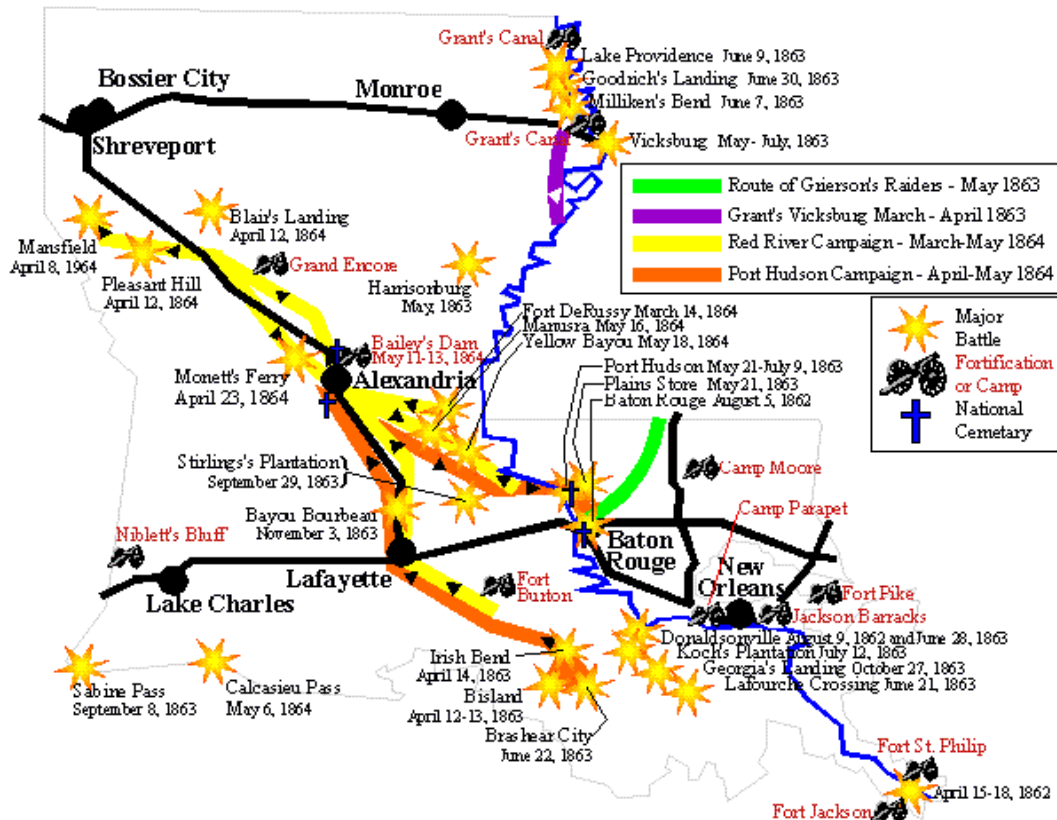 Grant's Canal
Lake Providence June 9, 1863
Goodrich's Landing June 30, 1863
Milliken's Bend June 7, 1863
Bossier City
Monroe
Grant's Canal
Vicksburg May- July, 1863
Shreveport
Route of Grierson's Raiders - May 1863
Grant's Vicksburg March - April 1863
Red River Campaign - March-May 1864
Port Hudson Campaign - April-May 1864
Blair's Landing
April 12, 1864
Mansfield
April 8, 1964
Pleasant Hill
April 12, 1864
Grand Encore
Harrisonburg
May, 1863
Major
Battle
Fortification
or Camp
National
Cemetary
Fort DeRussy March 14, 1864
Mansura May 16, 1864
Yellow Bayou May 18, 1864
Bailey's Dam
May 11-13, 1864
Alexandria
Monett's Ferry
April 23, 1864
Port Hudson May 21-July 9, 1863
Plains Store May 21, 1863
Baton Rouge August 5, 1862
Stirlings's Plantation
September 29, 1863
Camp Moore
Camp Parapet
Bayou Bourbeau
November 3, 1863
Niblett's Bluff
Baton
Rouge
Lafayette
Lake Charles
Fort
Burton
New
Orleans
Fort Pike
Jackson Barracks
Donaldsonville August 9, 1862 and June 28, 1863
Koch's Plantation July 12, 1863
Georgia's Landing October 27, 1863
Lafourche Crossing June 21, 1863
Irish Bend
April 14, 1863
Bisland
April 12-13, 1863
Brashear City
June 22, 1863
Sabine Pass
September 8, 1863
Calcasieu Pass
May 6, 1864
Fort St. Philip
April 15-18, 1862
Fort Jackson